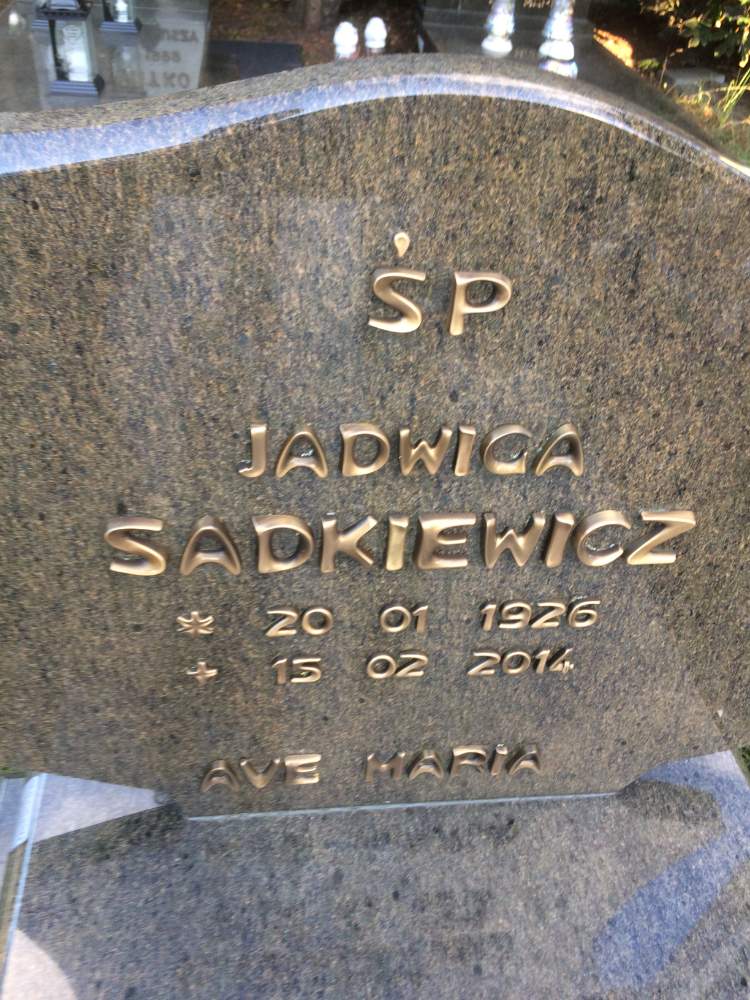 ŚP
JADWIGA
SADKIEWICZ
* 20 01 1926
+ 15 02 2014
AVE MARIA